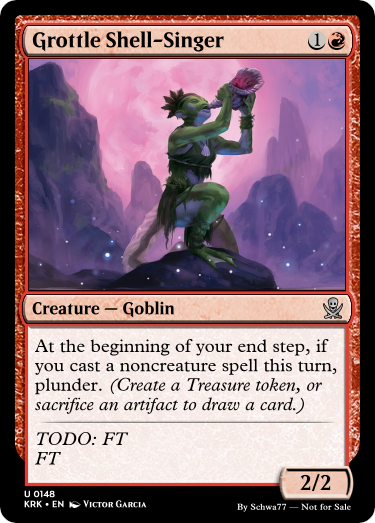 Grottle Shell-Singer 1
Creature — Goblin
At the beginning of your end step, if
you cast a noncreature spell this turn,
plunder. (Create a Treasure token, or
sacrifice an artifact to draw a card.)
TODO: FT
FT
2/2
U 0148
KRK • EN Victor Garcia
By Schwa77 — Not for Sale